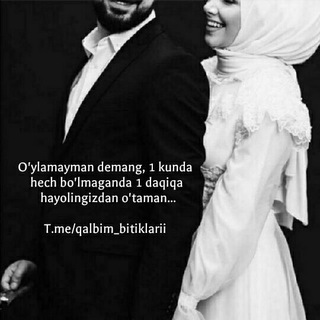 O'ylamayman demang, 1 kunda
hech bo'lmaganda 1 daqiqa
hayolingizdan o'taman...
T.me/qalbim_bitiklarii